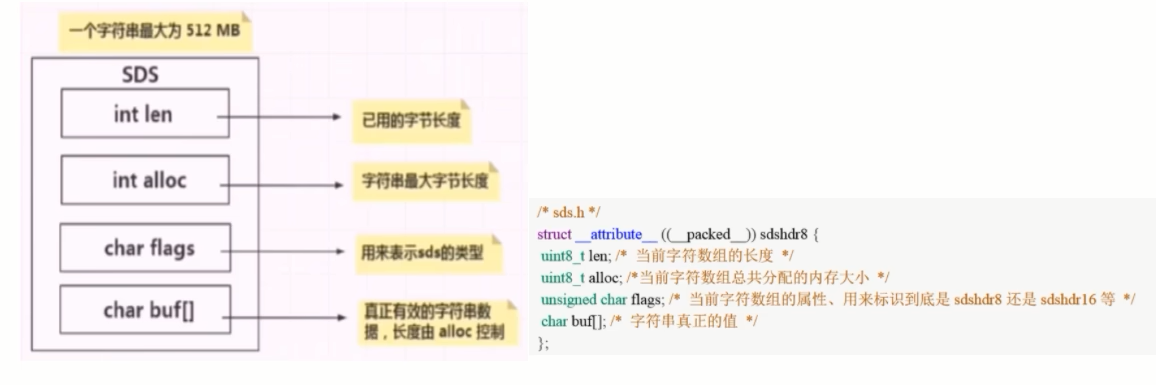 一个字符串最大为 512 MB
SDS
int len
已用的字节长度
int alloc
字符串最大字节长度
char flags
用来表示sds的类型
char buf[]
真正有效的字符串数
据，长度由 alloc 控制
/* sds.h */
struct __attribute__ ((__packed__)) sdshdr8 {
uint8_t len; /* 当前字符数组的长度 */
uint8_t alloc; /*当前字符数组总共分配的内存大小 */
unsigned char flags; /* 当前字符数组的属性、用来标识到底是 sdshdr8 还是 sdshdr16 等 */
char buf[]; /* 字符串真正的值 */
};